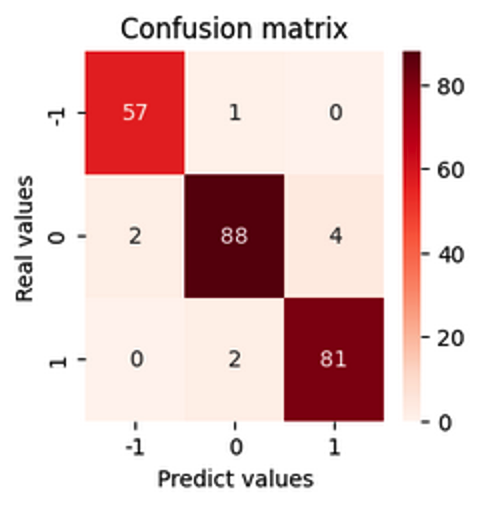 Confusion matrix
-1 57 1 0
0 2 88 4
1 0 2 81
-1 0 1
Real values
Predict values
80
60
40
20
0